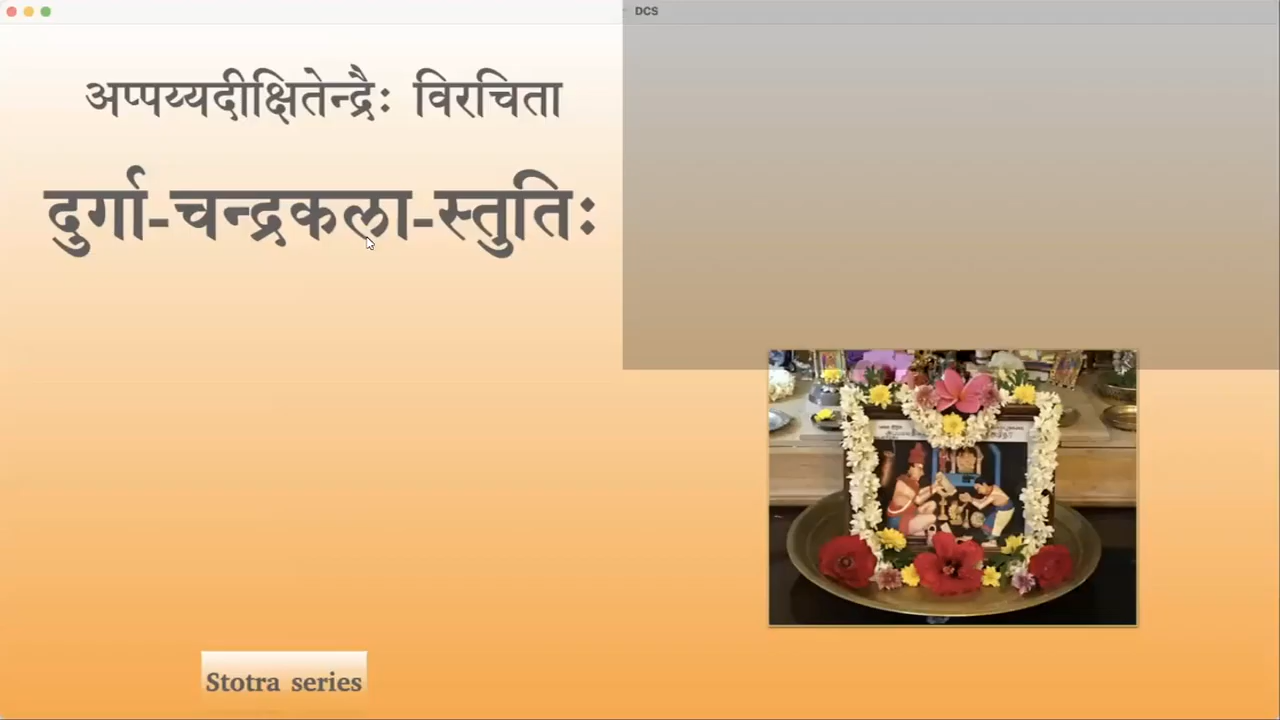 DCS
अप्पय्यदीक्षितेन्द्रैः विरचिता
दुर्गा-चन्द्रकला-स्तुतिः
Stotra series